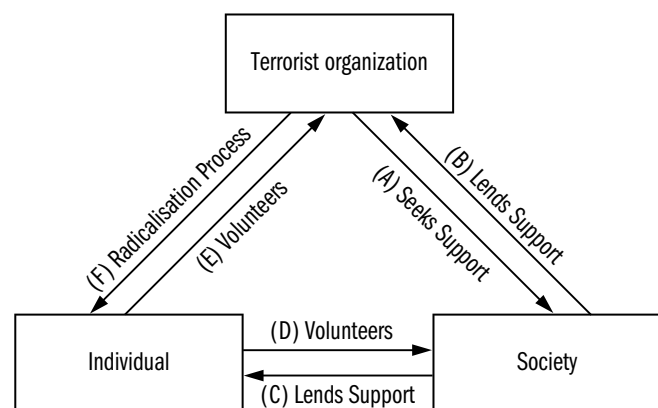 Terrorist organization
(F) Radicalisation Process
(E) Volunteers
(A) Seeks Support
(B) Lends Support
Individual
(D) Volunteers
(C) Lends Support
Society